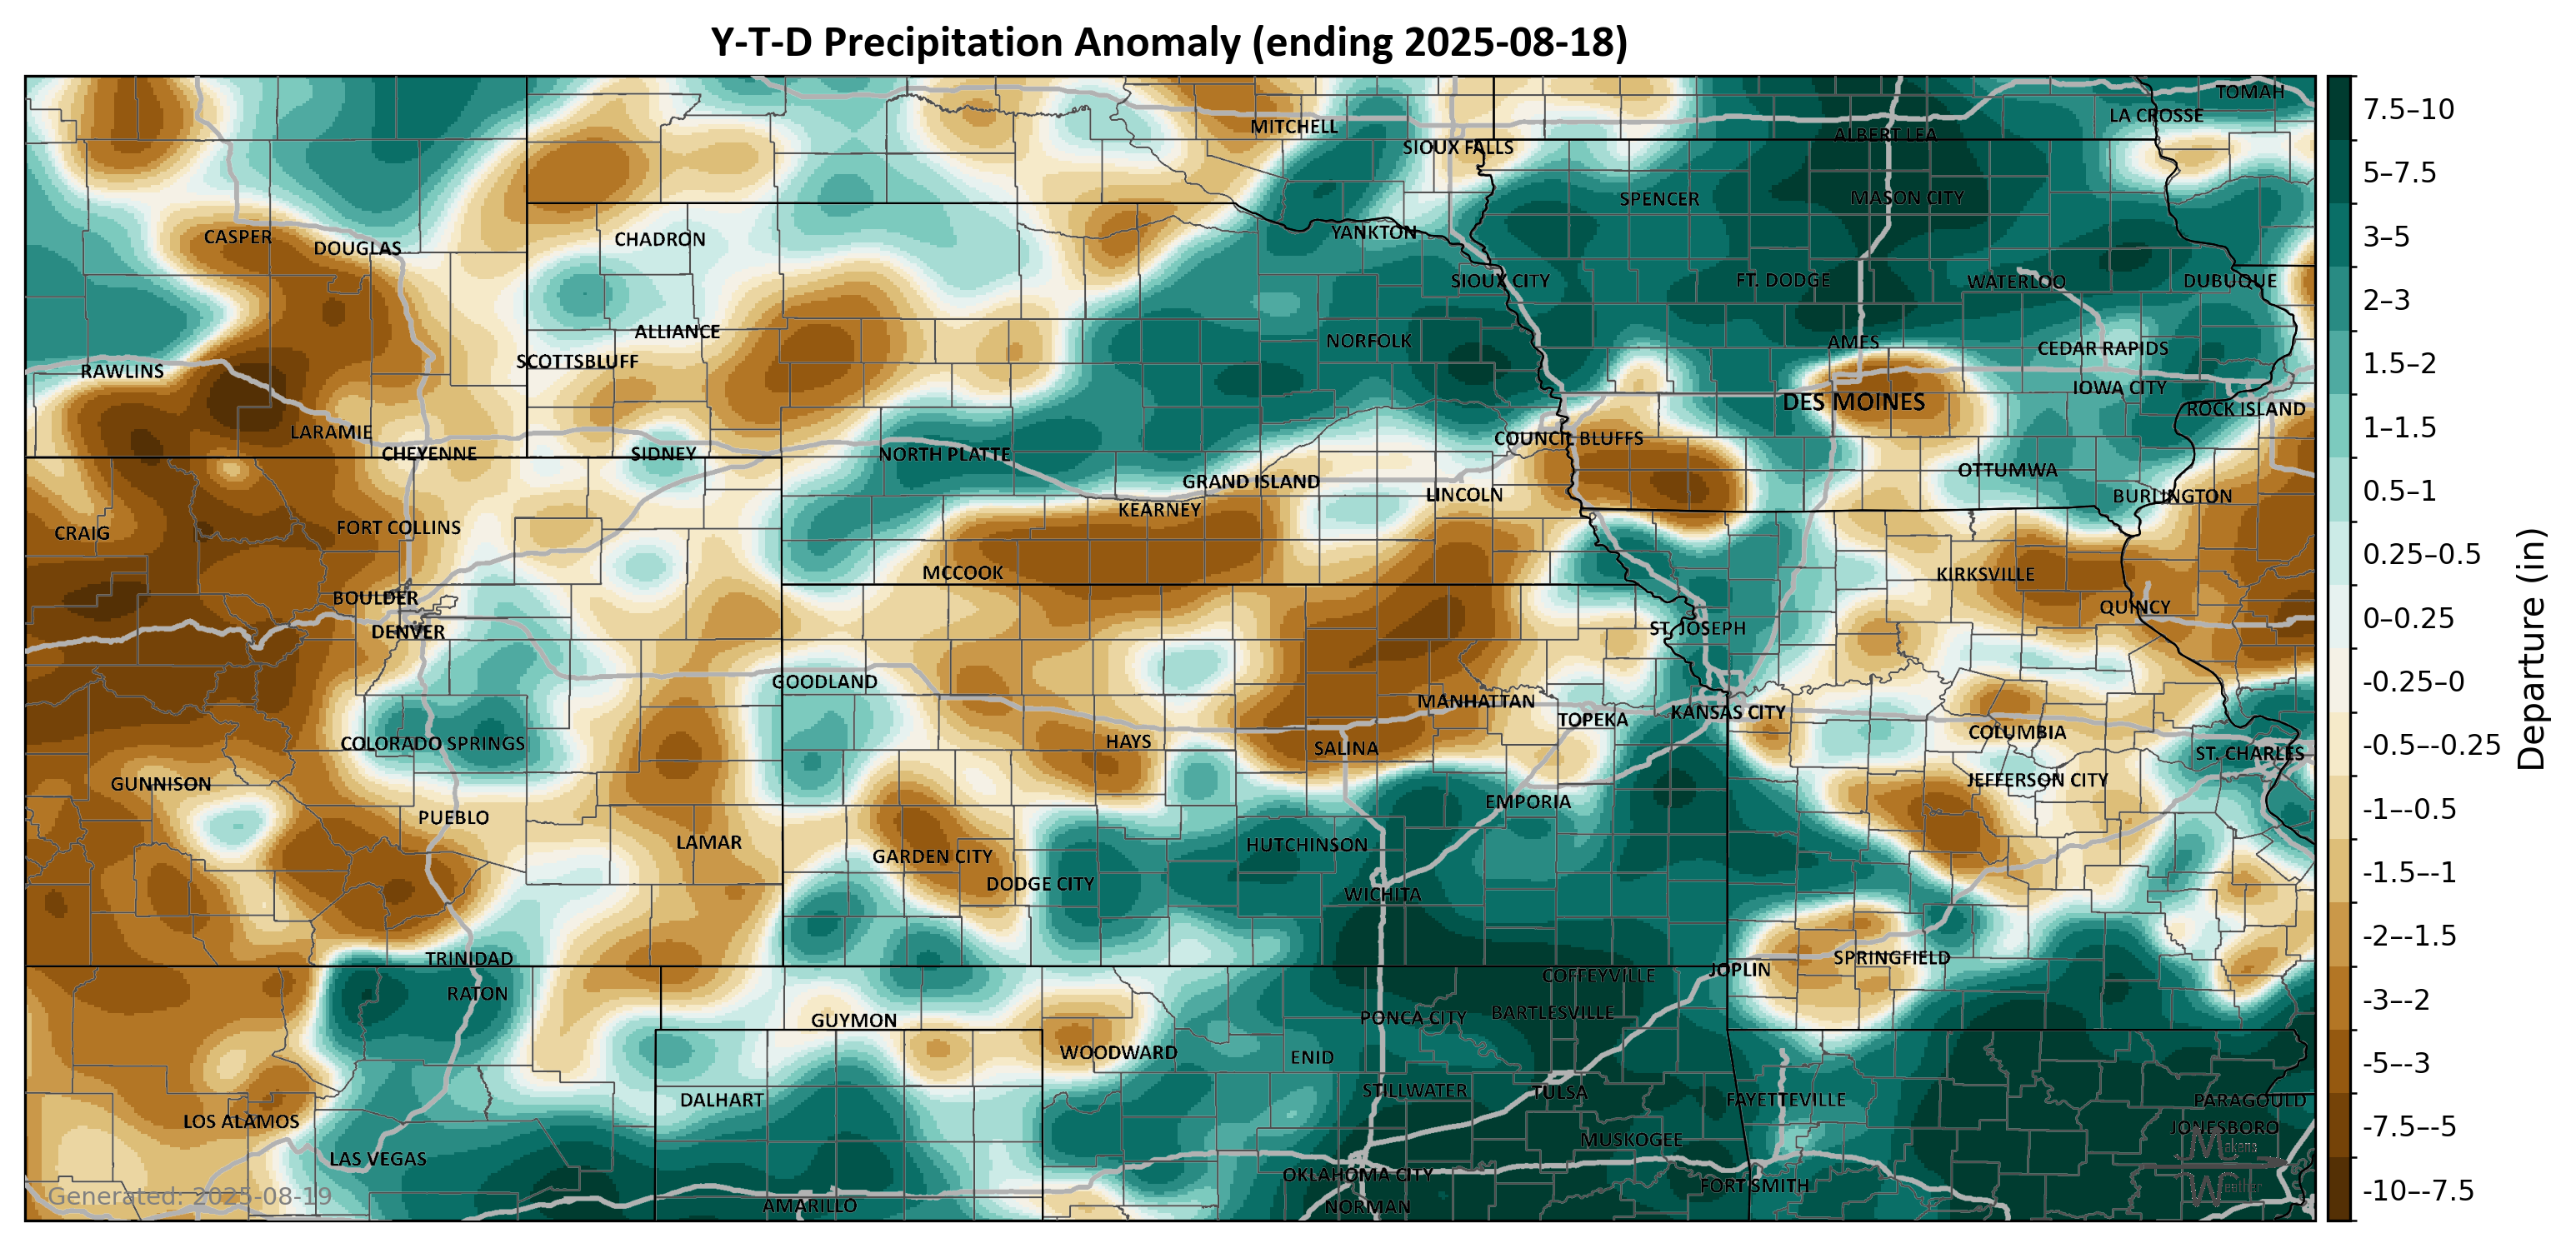 Y-T-D Precipitation Anomaly (ending 2025-08-18)
TOMAH
LA CROSSE
MITCHELL
ALBERT LEA
SIOUX FALLS
SPENCER
MASON CITY
CASPER
DOUGLAS
CHADRON
YANKTON
SIOUX CITY
FT. DODGE
WATERLOO
DUBUQUE
ALLIANCE
NORFOLK
AMES
CEDAR RAPIDS
SCOTTSBLUFF
RAWLINS
IOWA CITY
DES MOINES
ROCK ISLAND
LARAMIE
COUNCIL BLUFFS
CHEYENNE
SIDNEY
NORTH PLATTE
OTTUMWA
GRAND ISLAND
LINCOLN
BURLINGTON
KEARNEY
CRAIG
FORT COLLINS
MCCOOK
KIRKSVILLE
BOULDER
QUINCY
DENVER
ST. JOSEPH
GOODLAND
MANHATTAN
KANSAS CITY
TOPEKA
COLUMBIA
COLORADO SPRINGS
HAYS
SALINA
ST. CHARLES
GUNNISON
JEFFERSON CITY
EMPORIA
PUEBLO
LAMAR
HUTCHINSON
GARDEN CITY
DODGE CITY
WICHITA
TRINIDAD
SPRINGFIELD
JOPLIN
COFFEYVILLE
RATON
BARTLESVILLE
PONCA CITY
GUYMON
WOODWARD
ENID
STILLWATER
TULSA
DALHART
FAYETTEVILLE
PARAGOULD
LOS ALAMOS
JONESBORO
MUSKOGEE
Makens
LAS VEGAS
OKLAHOMA CITY
FORT SMITH
Weather
Generated: 2025-08-19
AMARILLO
NORMAN
7.5–10
5–7.5
3–5
2–3
1.5–2
1–1.5
0.5–1
0.25–0.5
0–0.25
-0.25–0
-0.5–-0.25
-1–-0.5
-1.5–-1
-2–-1.5
-3–-2
-5–-3
-7.5–-5
-10–-7.5
Departure (in)